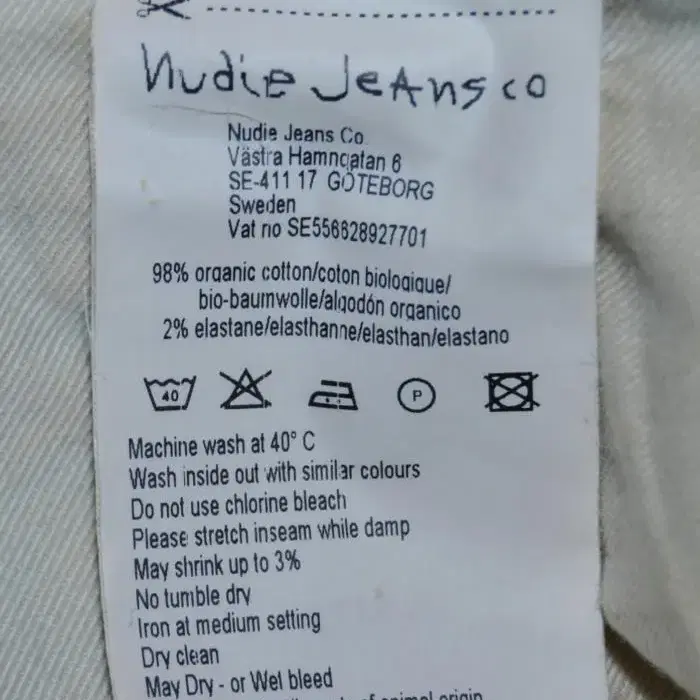 Nudie Jeans co
Nudie Jeans Co
Västra Hamngatan 6
SE-411 17 GÖTEBORG
Sweden
Vat no SE556628927701
98% organic cotton/coton biologique/
bio-baumwolle/algodón organico
2% elastane/elasthanne/elasthan/elastano
40
P
Machine wash at 40° C
Wash inside out with similar colours
Do not use chlorine bleach
Please stretch inseam while damp
May shrink up to 3%
No tumble dry
Iron at medium setting
Dry clean
May Dry - or Wet bleed
of animal origin